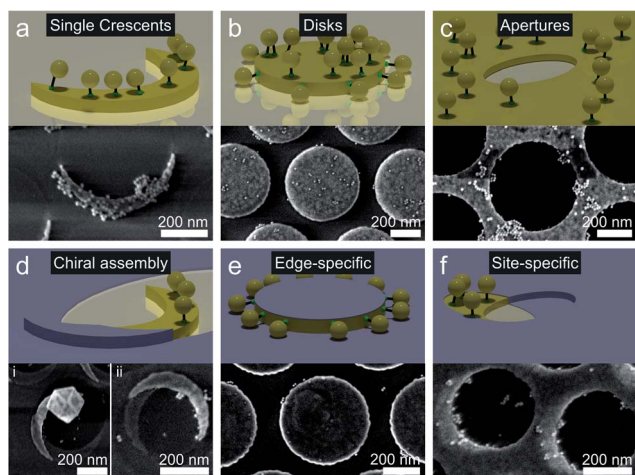 a
Single Crescents
200 nm
b
Disks
200 nm
c
Apertures
200 nm
d
Chiral assembly
i
200 nm
ii
200 nm
e
Edge-specific
200 nm
f
Site-specific
200 nm